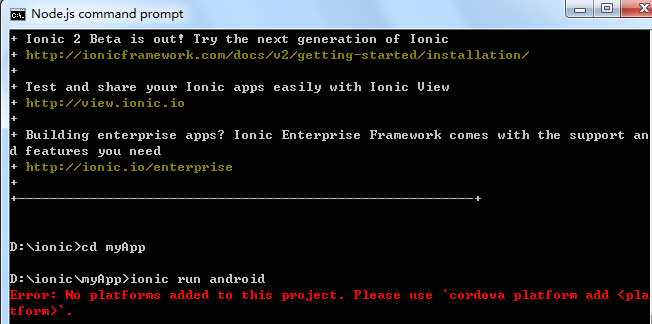 Node.js command prompt
+ Ionic 2 Beta is out! Try the next generation of Ionic
+ http://ionicframework.com/docs/v2/getting-started/installation/
+
+ Test and share your Ionic apps easily with Ionic View
+ http://view.ionic.io
+
+ Building enterprise apps? Ionic Enterprise Framework comes with the support an
d features you need
+ http://ionic.io/enterprise
+
+---------------------------------------------------------+
D:\ionic>cd myApp
D:\ionic\myApp>ionic run android
Error: No platforms added to this project. Please use `cordova platform add <pla
tform>`.